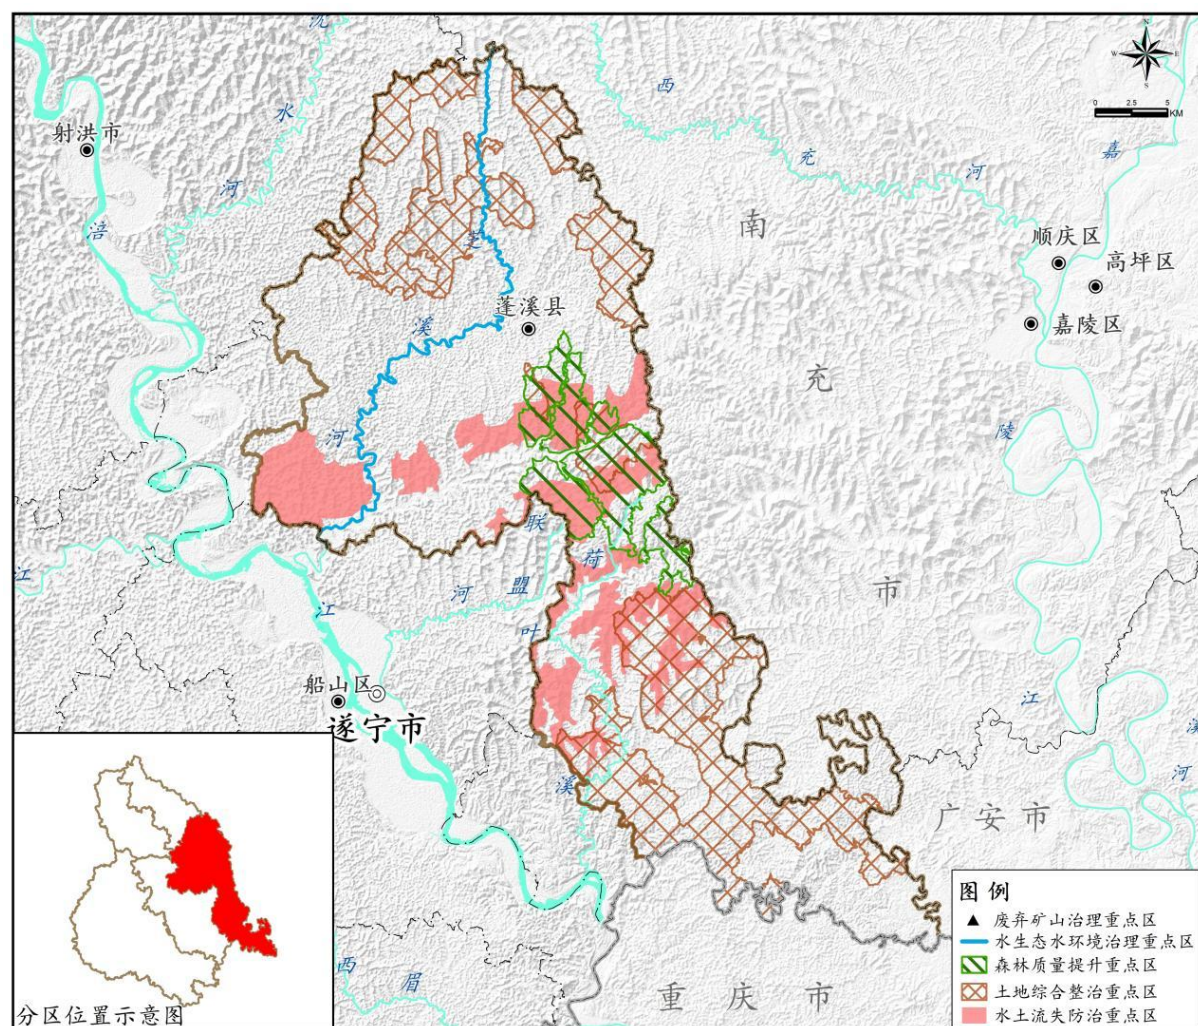 沈
水
河
西
充
河
嘉
陵
江
N
W
E
S
0 2.5 5
KM
射洪市
涪
江
南
充
市
顺庆区
高坪区
嘉陵区
芝
溪
河
蓬溪县
联
盟
河
荷
叶
溪
江
船山区
遂宁市
溪
河
广安市
重庆市
西
眉
分区位置示意图
图例
废弃矿山治理重点区
水生态水环境治理重点区
森林质量提升重点区
土地综合整治重点区
水土流失防治重点区